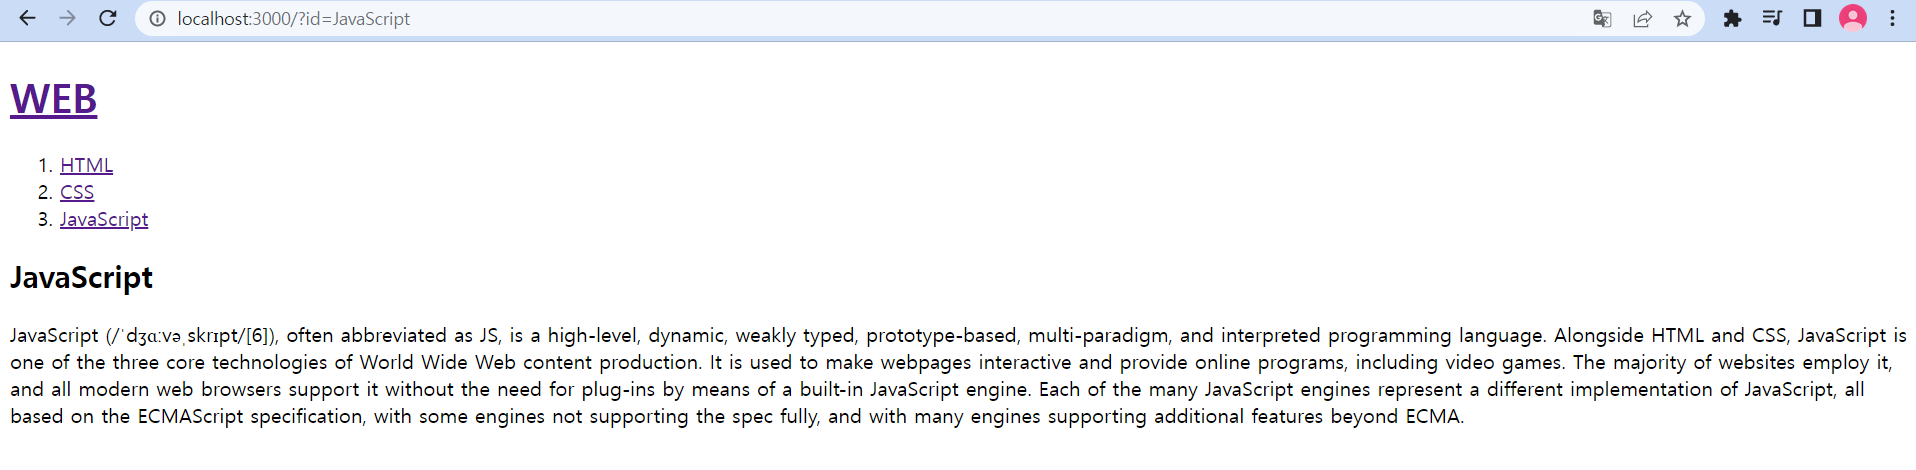 localhost:3000/?id=JavaScript
WEB
1. HTML
2. CSS
3. JavaScript
JavaScript
JavaScript (/ˈdʒɑːvəˌskrɪpt/[6]), often abbreviated as JS, is a high-level, dynamic, weakly typed, prototype-based, multi-paradigm, and interpreted programming language. Alongside HTML and CSS, JavaScript is
one of the three core technologies of World Wide Web content production. It is used to make webpages interactive and provide online programs, including video games. The majority of websites employ it,
and all modern web browsers support it without the need for plug-ins by means of a built-in JavaScript engine. Each of the many JavaScript engines represent a different implementation of JavaScript, all
based on the ECMAScript specification, with some engines not supporting the spec fully, and with many engines supporting additional features beyond ECMA.